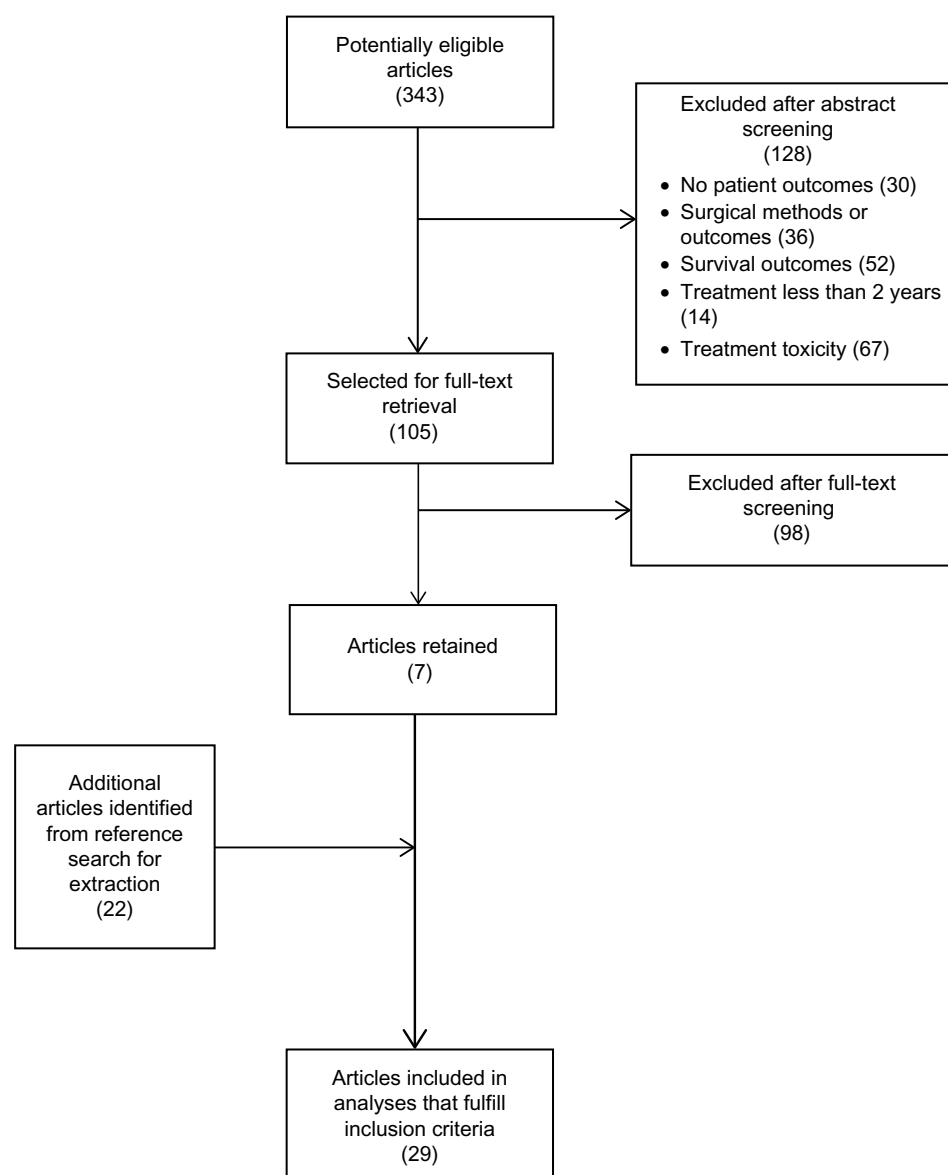 Potentially eligible
articles
(343)
Excluded after abstract
screening
(128)
• No patient outcomes (30)
• Surgical methods or
outcomes (36)
• Survival outcomes (52)
• Treatment less than 2 years
(14)
• Treatment toxicity (67)
Selected for full-text
retrieval
(105)
Excluded after full-text
screening
(98)
Articles retained
(7)
Additional
articles identified
from reference
search for
extraction
(22)
Articles included in
analyses that fulfill
inclusion criteria
(29)